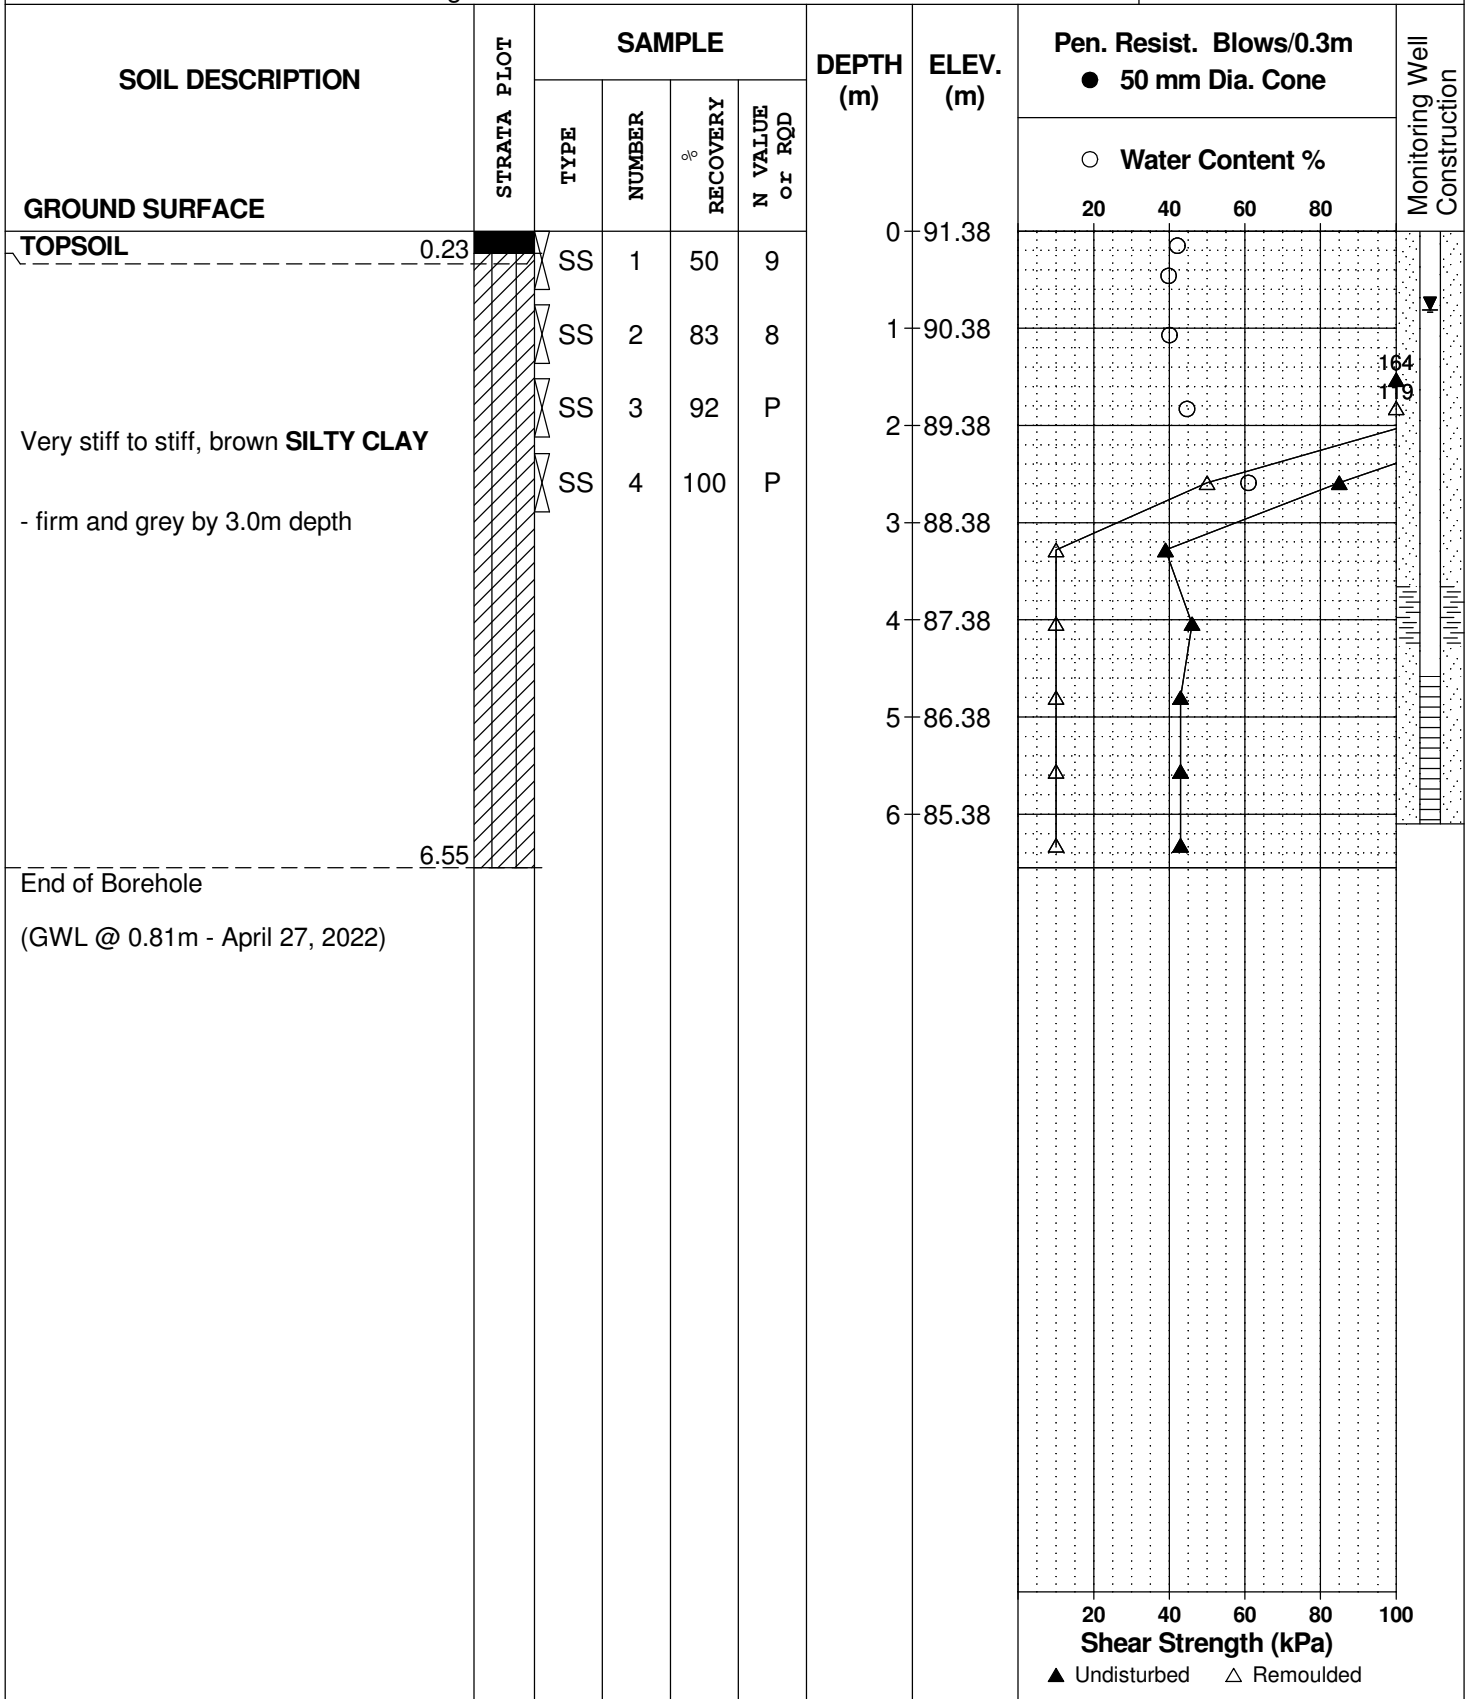 SOIL DESCRIPTION
GROUND SURFACE
STRATA PLOT
SAMPLE
TYPE
NUMBER
% RECOVERY
N VALUE
or RQD
DEPTH
(m)
ELEV.
(m)
Pen. Resist. Blows/0.3m
● 50 mm Dia. Cone
○ Water Content %
20 40 60 80
Monitoring Well
Construction
TOPSOIL 0.23
SS 1 50 9
SS 2 83 8
SS 3 92 P
SS 4 100 P
Very stiff to stiff, brown SILTY CLAY
- firm and grey by 3.0m depth
6.55
End of Borehole
(GWL @ 0.81m - April 27, 2022)
0 91.38
1 90.38
2 89.38
3 88.38
4 87.38
5 86.38
6 85.38
164
119
20 40 60 80 100
Shear Strength (kPa)
▲ Undisturbed △ Remoulded